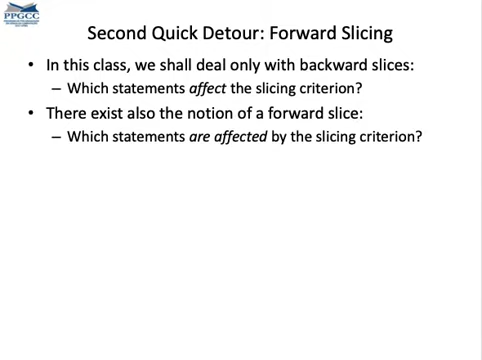 PPGCC
Second Quick Detour: Forward Slicing
• In this class, we shall deal only with backward slices:
– Which statements affect the slicing criterion?
• There exist also the notion of a forward slice:
– Which statements are affected by the slicing criterion?